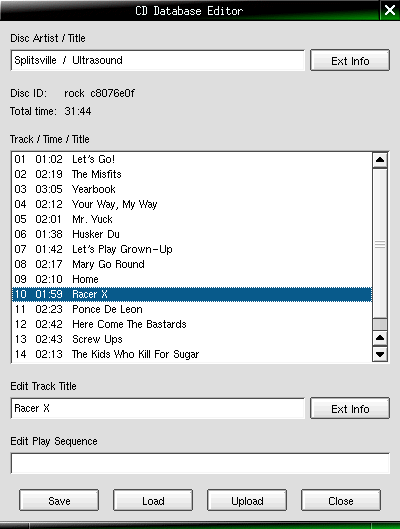 CD Database Editor
Disc Artist / Title
Splitsville / Ultrasound
Ext Info
Disc ID: rock c8076e0f
Total time: 31:44
Track / Time / Title
01 01:02 Let's Go!
02 02:19 The Misfits
03 03:05 Yearbook
04 02:12 Your Way, My Way
05 02:01 Mr. Yuck
06 01:38 Husker Du
07 01:42 Let's Play Grown-Up
08 02:17 Mary Go Round
09 02:10 Home
10 01:59 Racer X
11 02:23 Ponce De Leon
12 02:42 Here Come The Bastards
13 02:43 Screw Ups
14 02:13 The Kids Who Kill For Sugar
Edit Track Title
Racer X
Ext Info
Edit Play Sequence
Save Load Upload Close